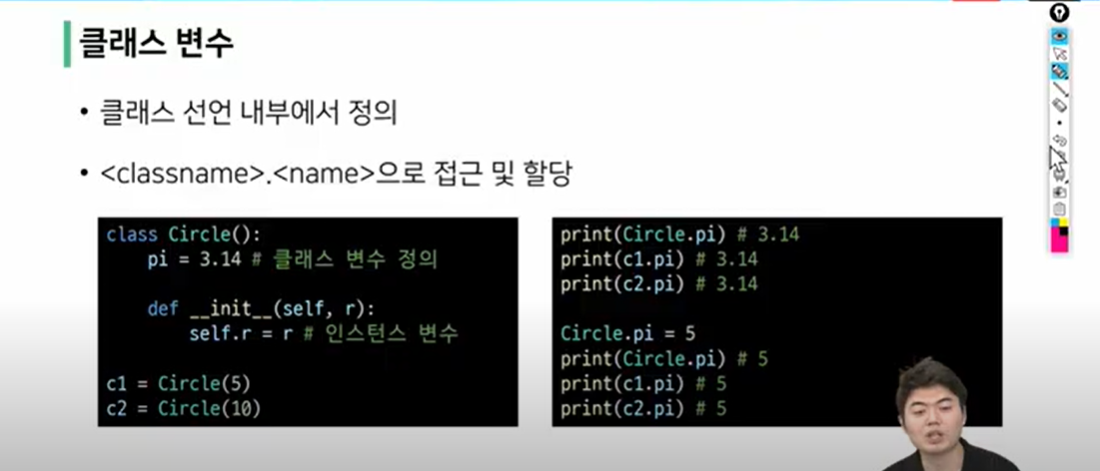 클래스 변수
• 클래스 선언 내부에서 정의
• <classname>.<name>으로 접근 및 할당
class Circle():
    pi = 3.14 # 클래스 변수 정의

    def __init__(self, r):
        self.r = r # 인스턴스 변수

c1 = Circle(5)
c2 = Circle(10)
print(Circle.pi) # 3.14
print(c1.pi) # 3.14
print(c2.pi) # 3.14

Circle.pi = 5
print(Circle.pi) # 5
print(c1.pi) # 5
print(c2.pi) # 5